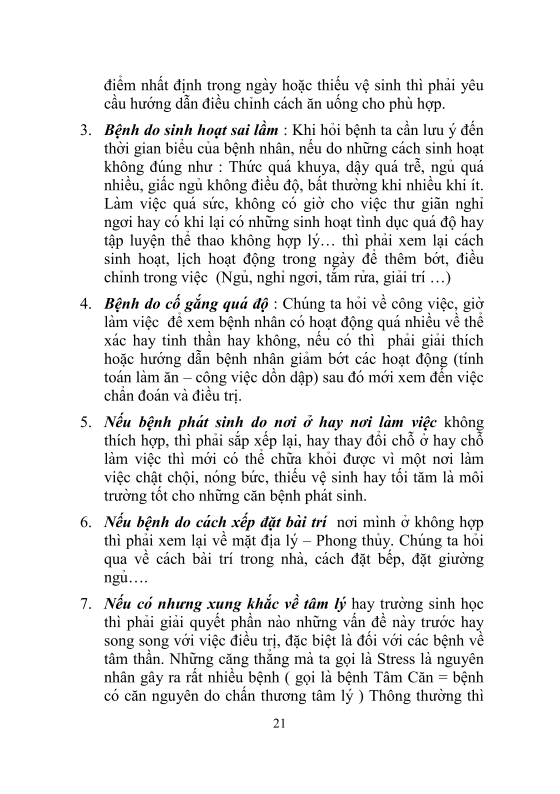 điểm nhất định trong ngày hoặc thiếu vệ sinh thì phải yêu
cầu hướng dẫn điều chỉnh cách ăn uống cho phù hợp.
3. Bệnh do sinh hoạt sai lầm : Khi hỏi bệnh ta cần lưu ý đến
thời gian biểu của bệnh nhân, nếu do những cách sinh hoạt
không đúng như : Thức quá khuya, dậy quá trễ, ngủ quá
nhiều, giấc ngủ không điều độ, bất thường khi nhiều khi ít.
Làm việc quá sức, không có giờ cho việc thư giãn nghỉ
ngơi hay có khi lại có những sinh hoạt tình dục quá độ hay
tập luyện thể thao không hợp lý… thì phải xem lại cách
sinh hoạt, lịch hoạt động trong ngày để thêm bớt, điều
chỉnh trong việc (Ngủ, nghỉ ngơi, tắm rửa, giải trí …)
4. Bệnh do cố gắng quá độ : Chúng ta hỏi về công việc, giờ
làm việc để xem bệnh nhân có hoạt động quá nhiều về thể
xác hay tinh thần hay không, nếu có thì phải giải thích
hoặc hướng dẫn bệnh nhân giảm bớt các hoạt động (tính
toán làm ăn – công việc dồn dập) sau đó mới xem đến việc
chẩn đoán và điều trị.
5. Nếu bệnh phát sinh do nơi ở hay nơi làm việc không
thích hợp, thì phải sắp xếp lại, hay thay đổi chỗ ở hay chỗ
làm việc thì mới có thể chữa khỏi được vì một nơi làm
việc chật chội, nóng bức, thiếu vệ sinh hay tối tăm là môi
trường tốt cho những căn bệnh phát sinh.
6. Nếu bệnh do cách xếp đặt bài trí nơi mình ở không hợp
thì phải xem lại về mặt địa lý – Phong thủy. Chúng ta hỏi
qua về cách bài trí trong nhà, cách đặt bếp, đặt giường
ngủ….
7. Nếu có nhưng xung khắc về tâm lý hay trường sinh học
thì phải giải quyết phần nào những vấn đề này trước hay
song song với việc điều trị, đặc biệt là đối với các bệnh về
tâm thần. Những căng thẳng mà ta gọi là Stress là nguyên
nhân gây ra rất nhiều bệnh ( gọi là bệnh Tâm Căn = bệnh
có căn nguyên do chấn thương tâm lý ) Thông thường thì
21